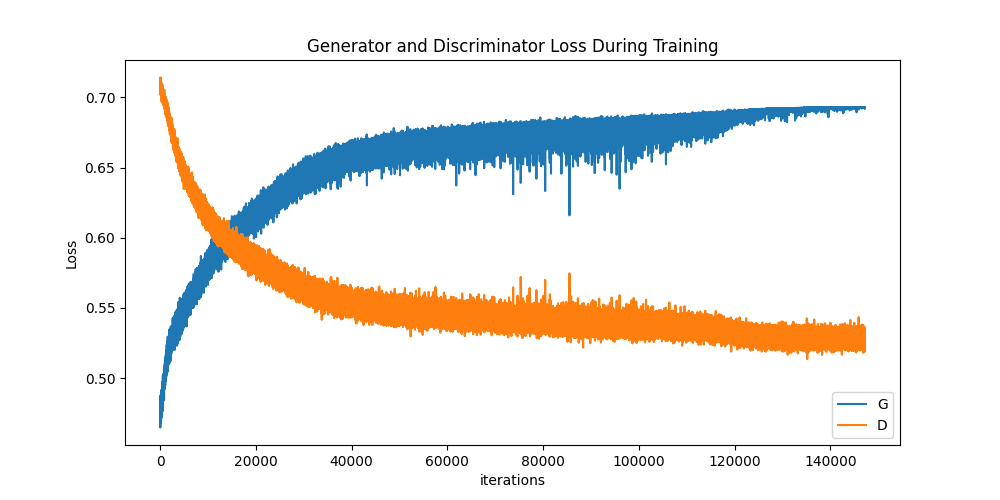 Generator and Discriminator Loss During Training
Loss
0.70
0.65
0.60
0.55
0.50
0
20000
40000
60000
80000
100000
120000
140000
iterations
G
D